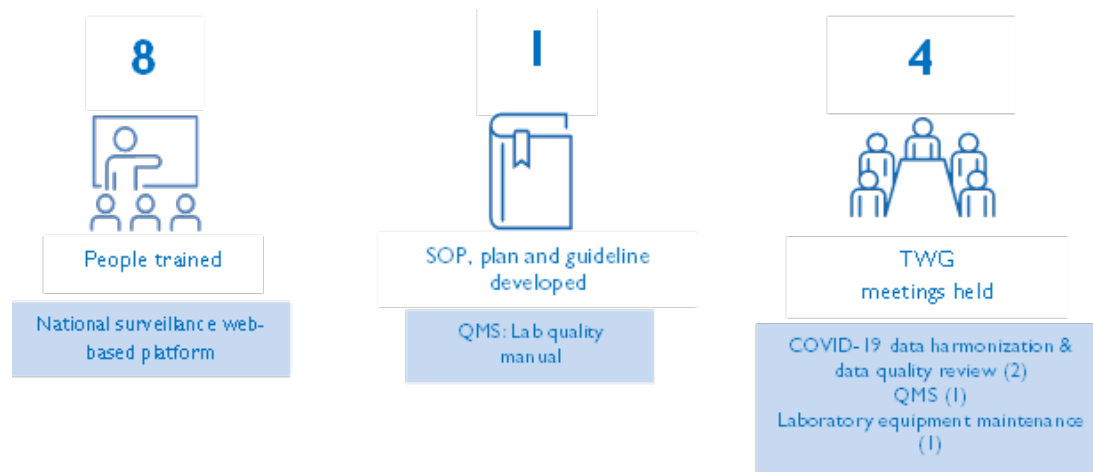 8
People trained
National surveillance web-
based platform
1
SOP, plan and guideline
developed
QMS: Lab quality
manual
4
TWG
meetings held
COVID-19 data harmonization &
data quality review (2)
QMS (1)
Laboratory equipment maintenance
(1)